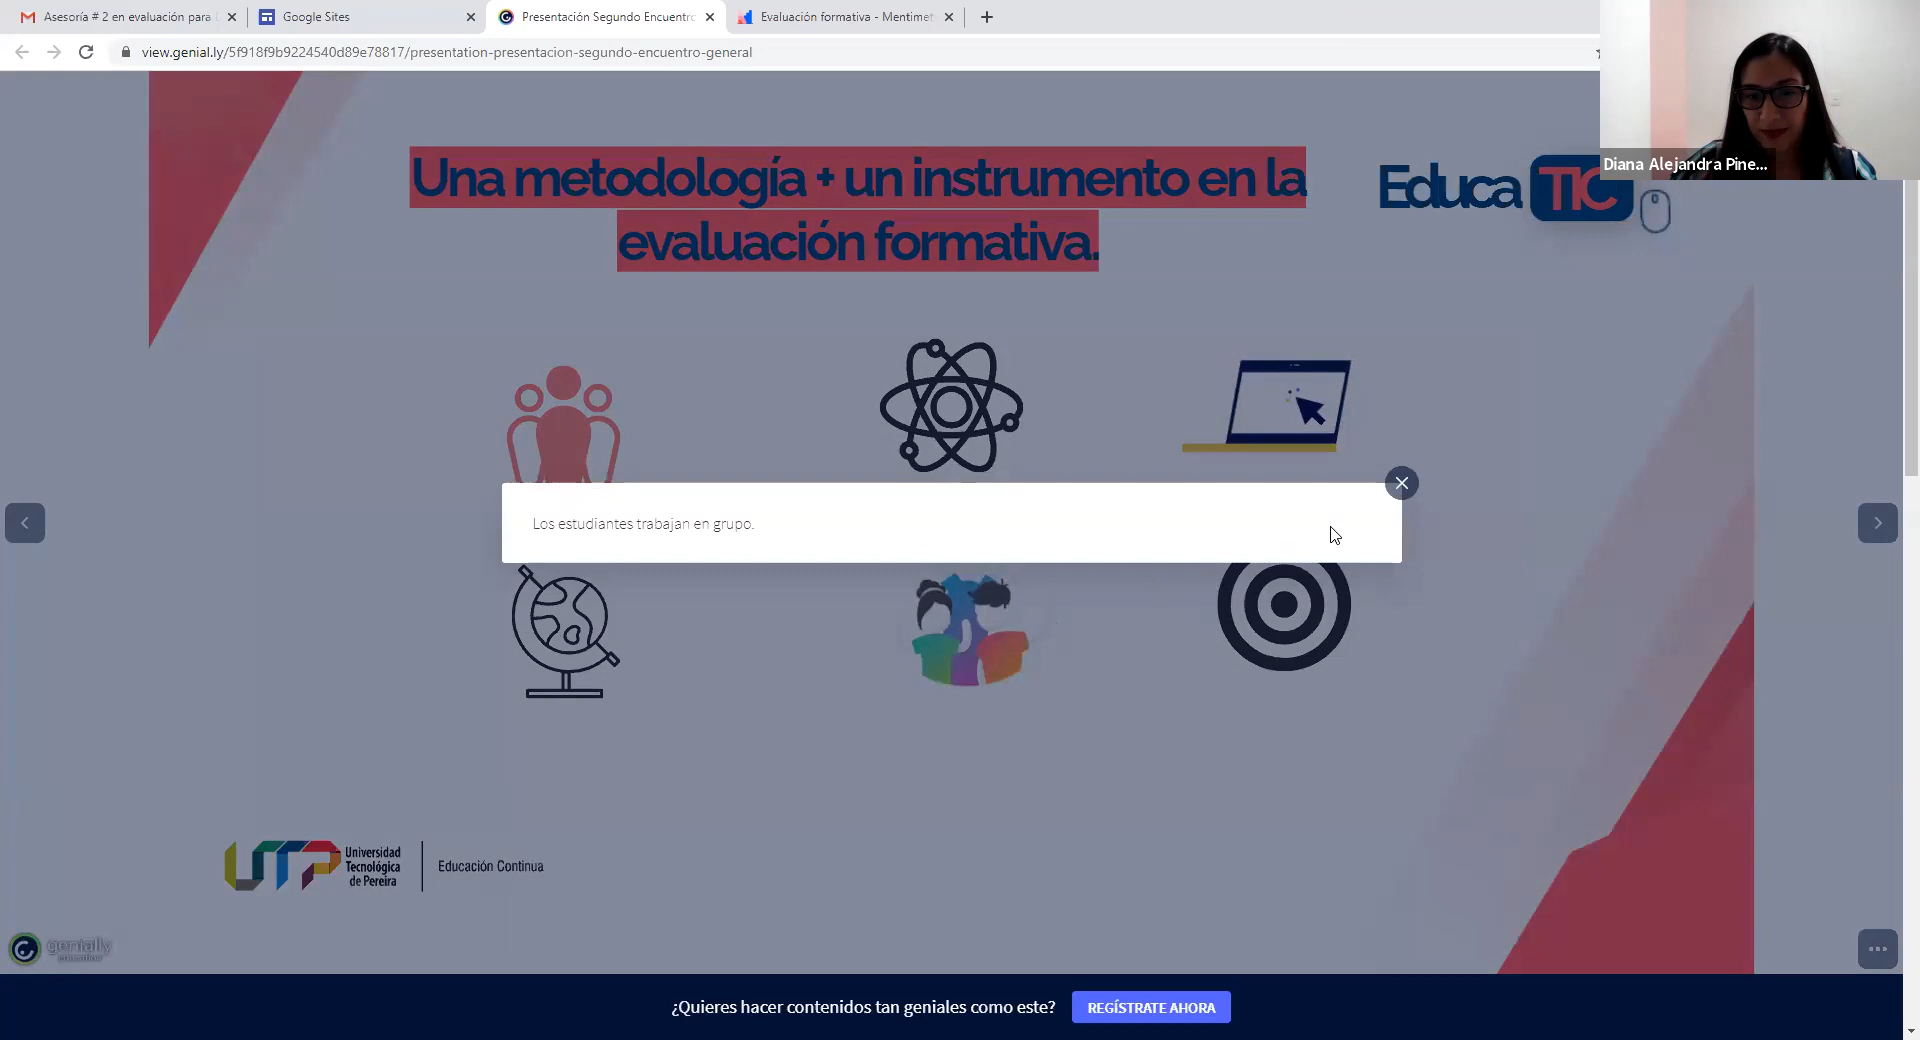 Asesoría # 2 en evaluación para
Google Sites
Presentación Segundo Encuentro
Evaluación formativa - Mentimet
view.genial.ly/5f918f9b9224540d89e78817/presentation-presentacion-segundo-encuentro-general
Diana Alejandra Pine...
Una metodología + un instrumento en la
evaluación formativa.
Educa TIC
Los estudiantes trabajan en grupo.
UTP
Universidad
Tecnológica
de Pereira
Educación Continua
genially
EDUCATION
¿Quieres hacer contenidos tan geniales como este?
REGÍSTRATE AHORA